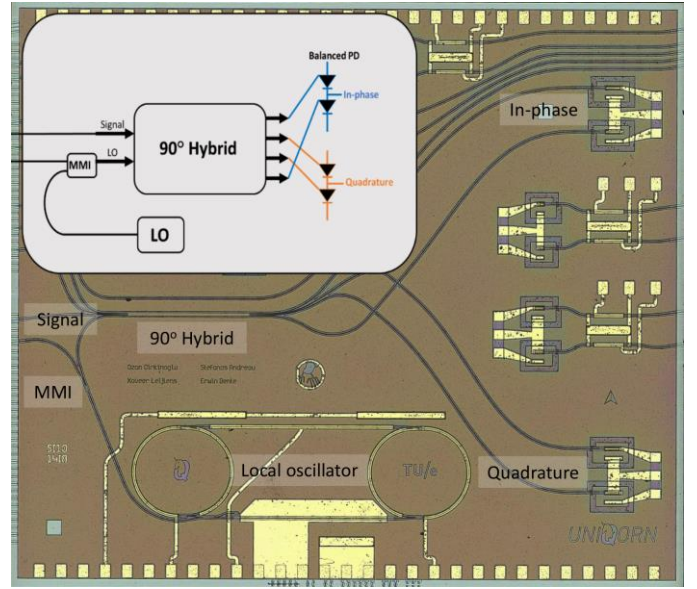 Balanced PD
In-phase
Signal
90° Hybrid
LO
MMI
Quadrature
LO
In-phase
Signal
90° Hybrid
MMI
Local oscillator
TU/e
Quadrature
UNIQORN